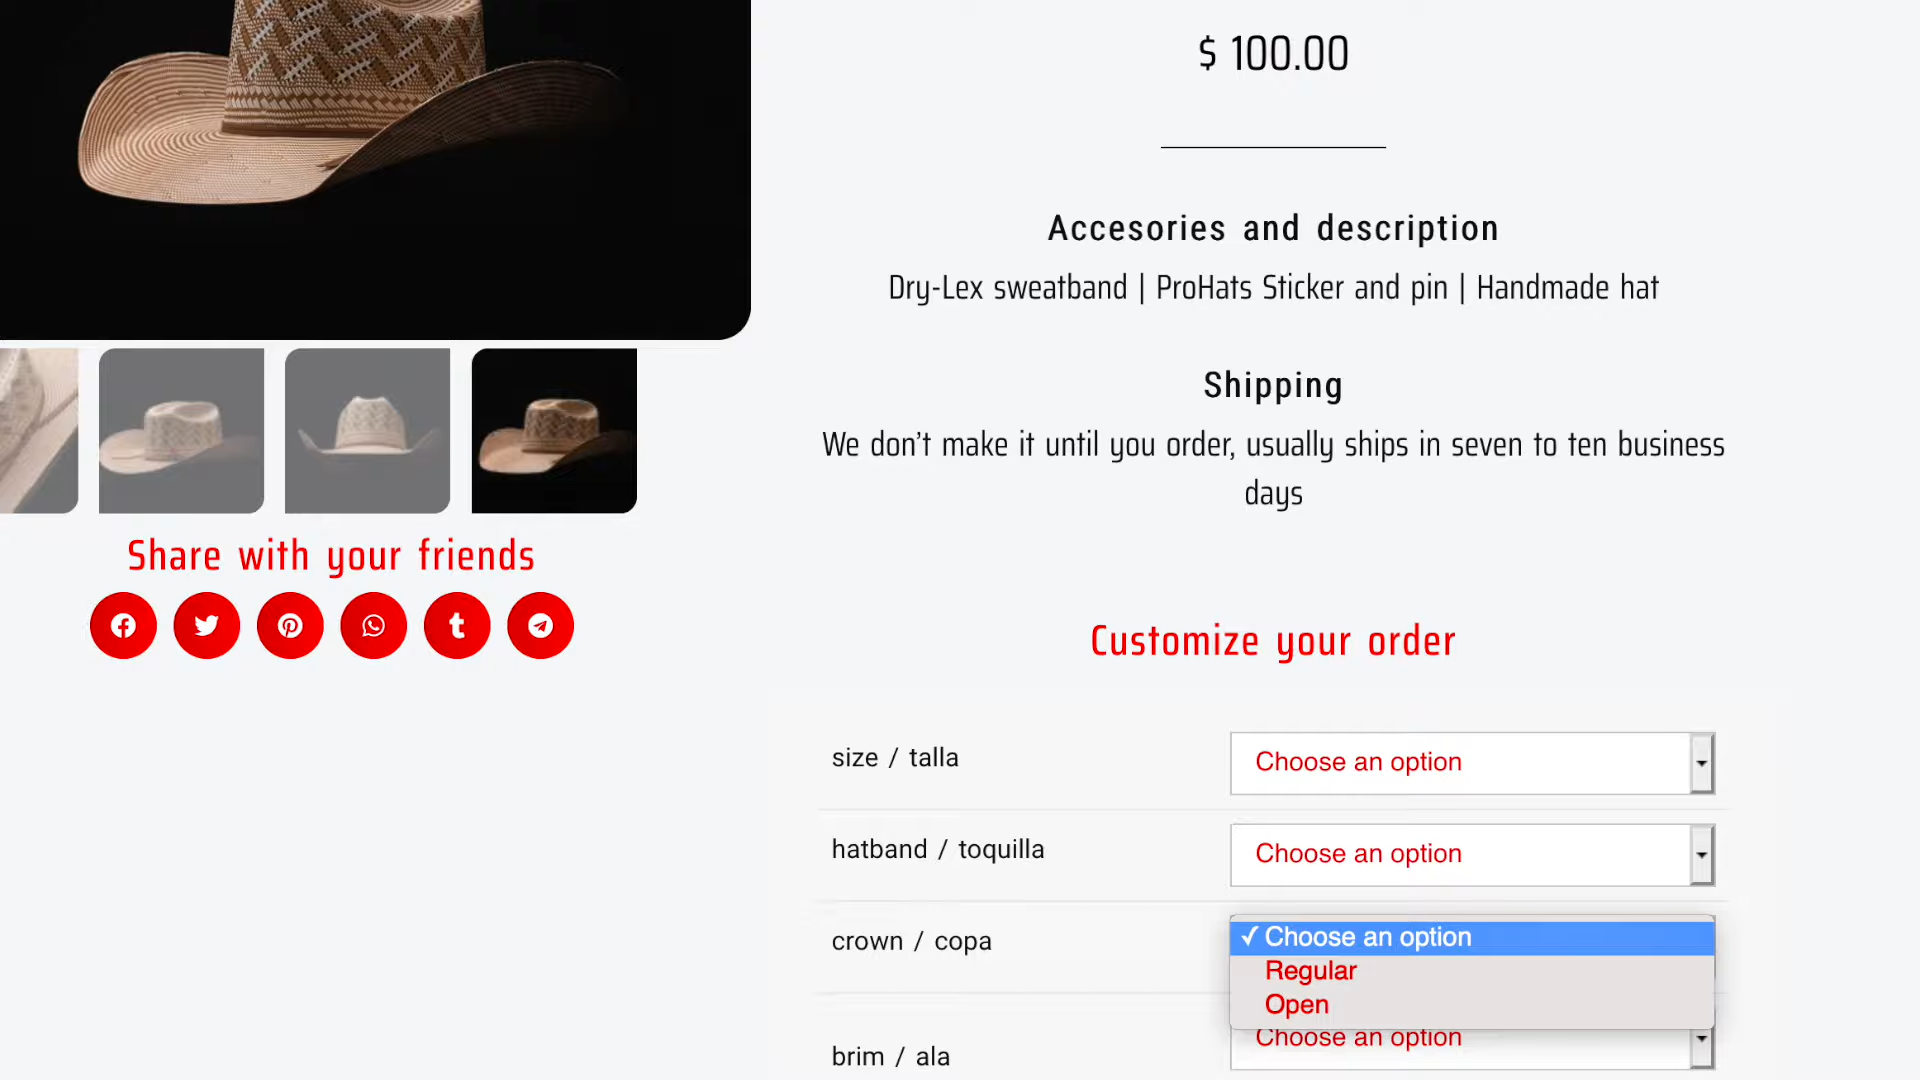 $ 100.00
Accesories and description
Dry-Lex sweatband | ProHats Sticker and pin | Handmade hat
Shipping
We don’t make it until you order, usually ships in seven to ten business
days
Share with your friends
Customize your order
size / talla
Choose an option
hatband / toquilla
Choose an option
crown / copa
✓ Choose an option
Regular
Open
brim / ala
Choose an option